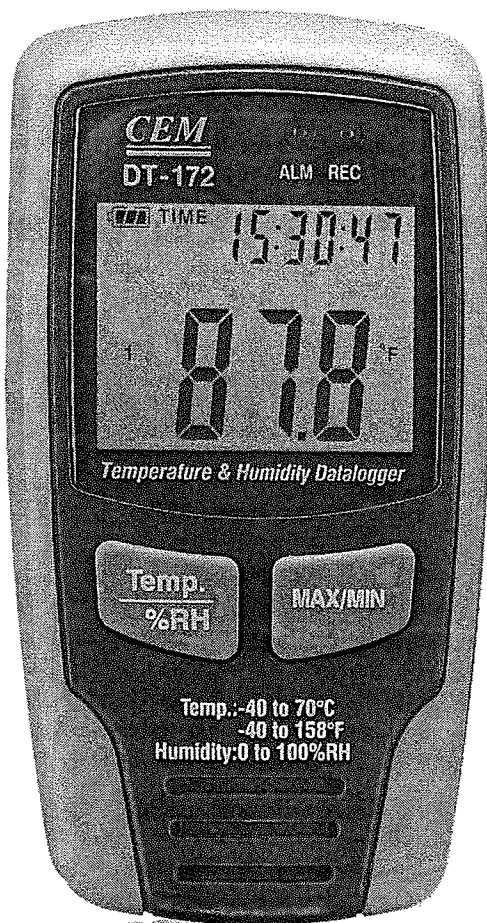 CEM
DT-172
ALM REC
TIME 15:30:47
1 87.8 °F
Temperature & Humidity Datalogger
Temp.
%RH
MAX/MIN
Temp.:-40 to 70°C
-40 to 158°F
Humidity:0 to 100%RH